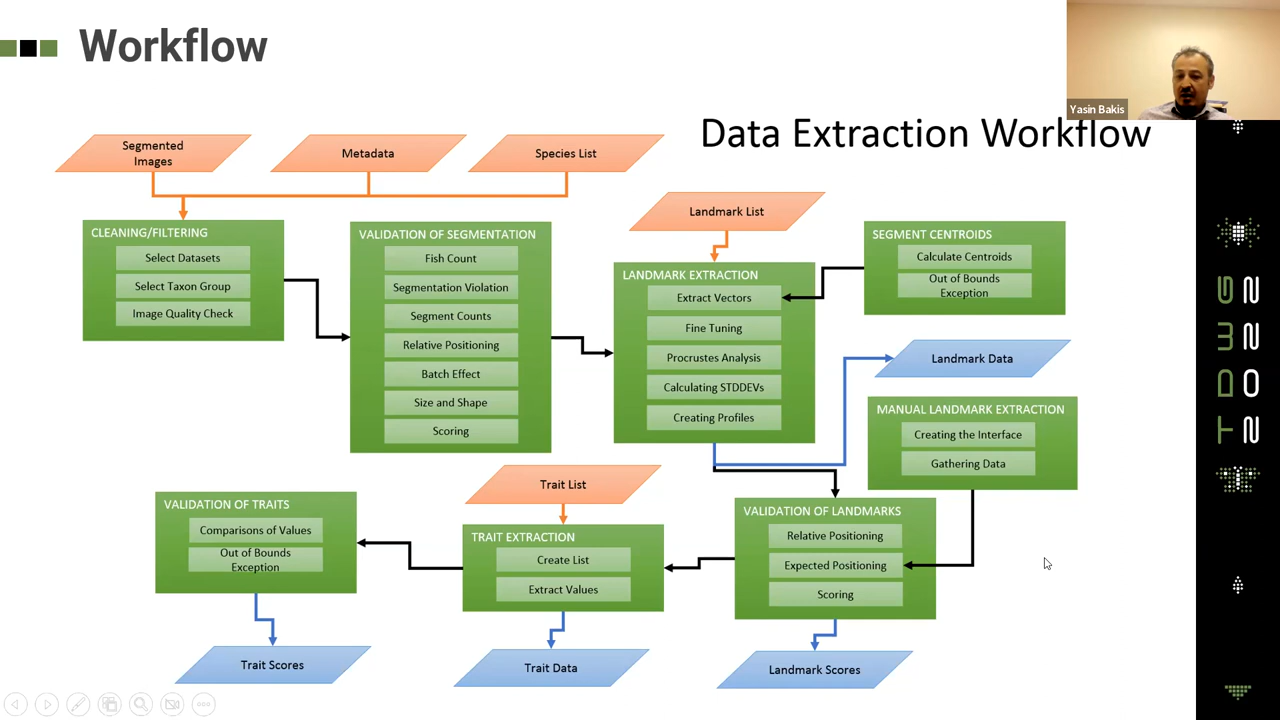 Workflow
Yasin Bakis
Data Extraction Workflow
Segmented
Images
Metadata
Species List
Landmark List
CLEANING/FILTERING
Select Datasets
Select Taxon Group
Image Quality Check
VALIDATION OF SEGMENTATION
Fish Count
Segmentation Violation
Segment Counts
Relative Positioning
Batch Effect
Size and Shape
Scoring
LANDMARK EXTRACTION
Extract Vectors
Fine Tuning
Procrustes Analysis
Calculating STDDEVs
Creating Profiles
SEGMENT CENTROIDS
Calculate Centroids
Out of Bounds
Exception
Landmark Data
MANUAL LANDMARK EXTRACTION
Creating the Interface
Gathering Data
VALIDATION OF LANDMARKS
Relative Positioning
Expected Positioning
Scoring
Trait List
TRAIT EXTRACTION
Create List
Extract Values
VALIDATION OF TRAITS
Comparisons of Values
Out of Bounds
Exception
Trait Scores
Trait Data
Landmark Scores
TDWG
2022